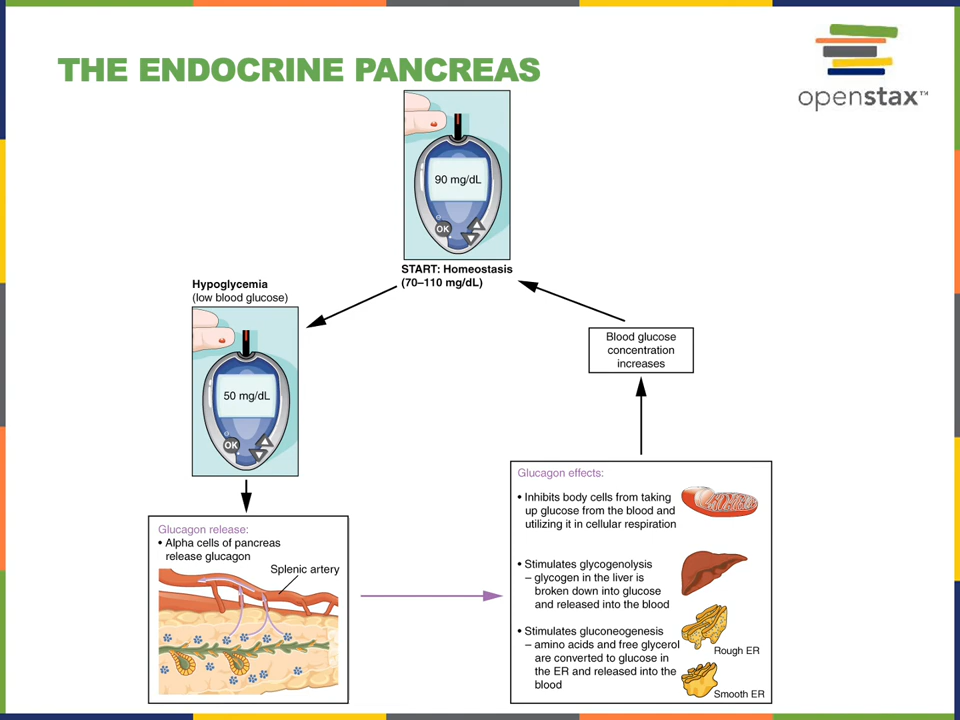 THE ENDOCRINE PANCREAS
openstax™
90 mg/dL
OK
START: Homeostasis
(70–110 mg/dL)
Hypoglycemia
(low blood glucose)
50 mg/dL
OK
Blood glucose
concentration
increases
Glucagon release:
• Alpha cells of pancreas
release glucagon
Splenic artery
Glucagon effects:
• Inhibits body cells from taking
up glucose from the blood and
utilizing it in cellular respiration
• Stimulates glycogenolysis
– glycogen in the liver is
broken down into glucose
and released into the blood
• Stimulates gluconeogenesis
– amino acids and free glycerol
are converted to glucose in
the ER and released into the
blood
Rough ER
Smooth ER